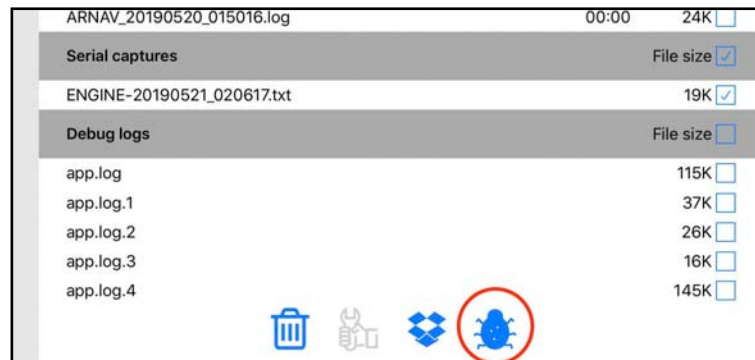 ARNAV_20190520_015016.log 00:00 24K
Serial captures File size
ENGINE-20190521_020617.txt 19K
Debug logs File size
app.log 115K
app.log.1 37K
app.log.2 26K
app.log.3 16K
app.log.4 145K